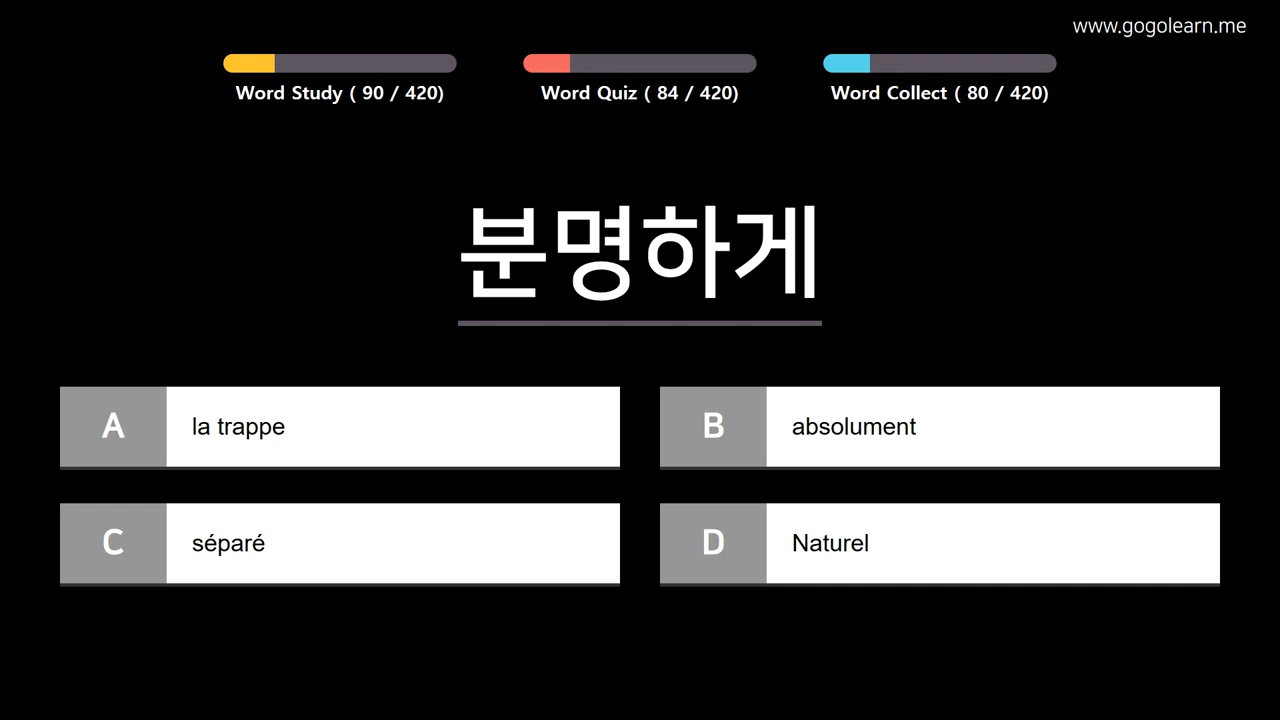 www.gogolearn.me
Word Study ( 90 / 420)
Word Quiz ( 84 / 420)
Word Collect ( 80 / 420)
분명하게
A la trappe
B absolument
C séparé
D Naturel